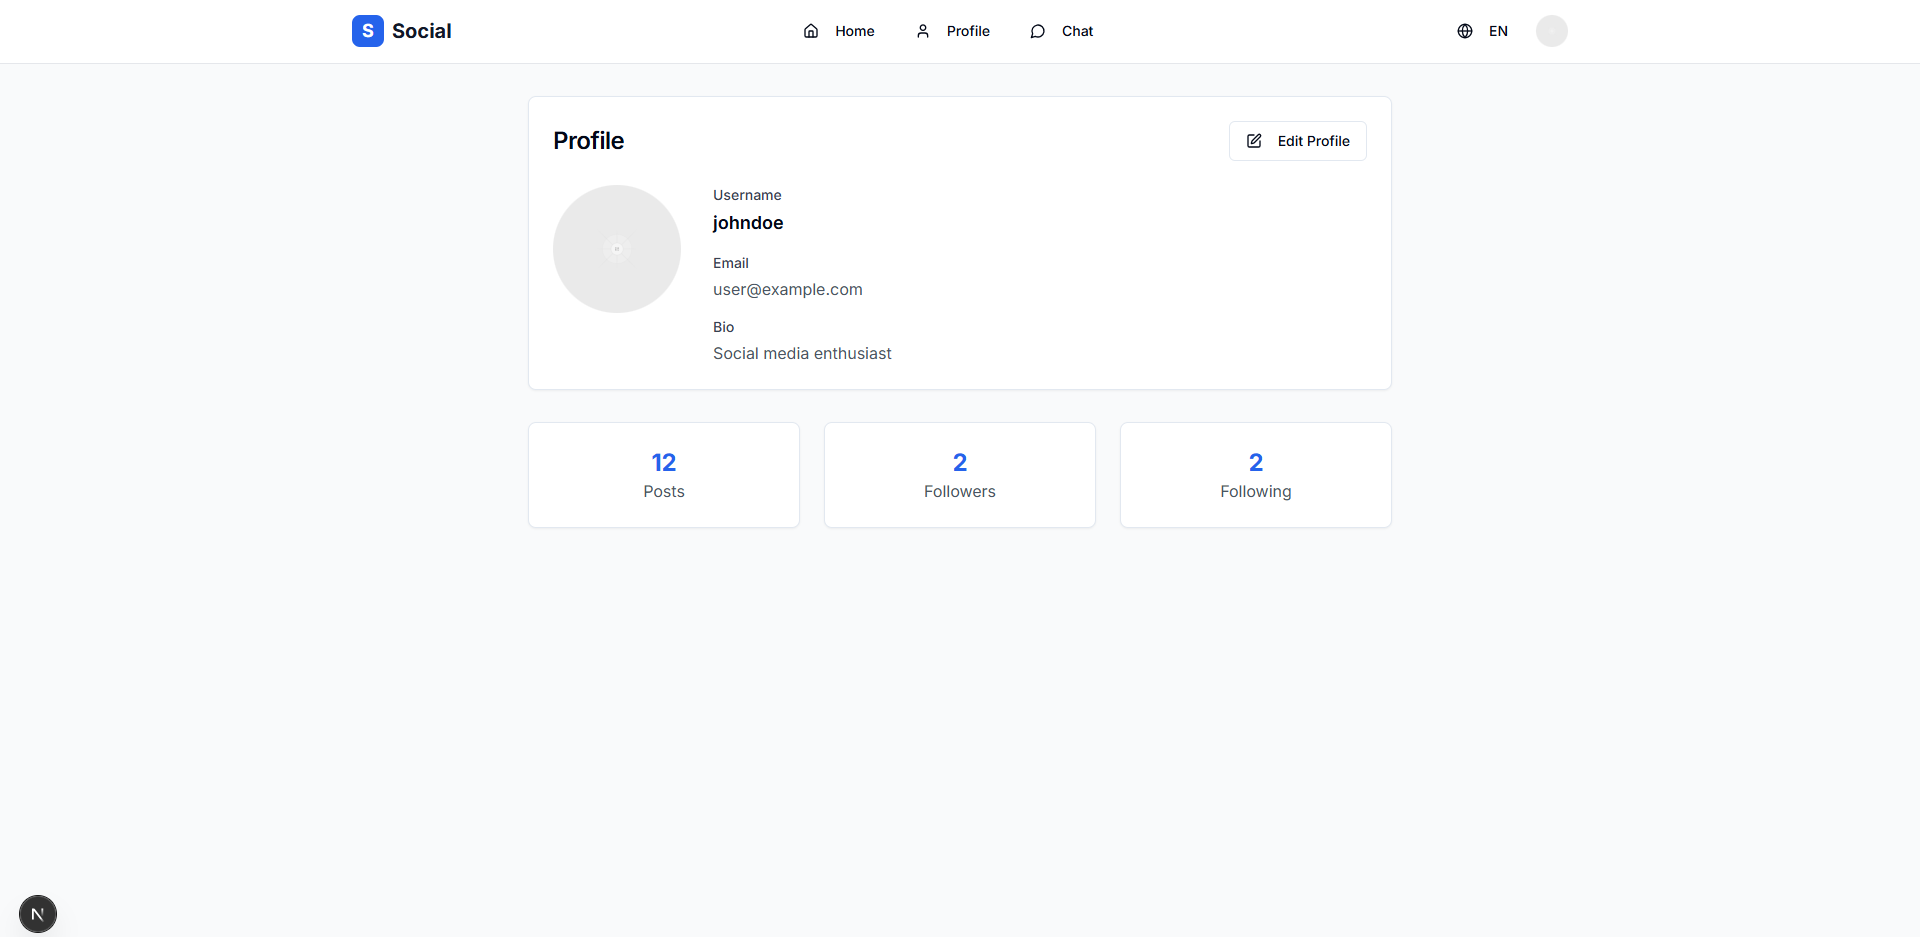 S Social
Home Profile Chat
EN
Profile
Edit Profile
Username
johndoe
Email
user@example.com
Bio
Social media enthusiast
12
Posts
2
Followers
2
Following
N